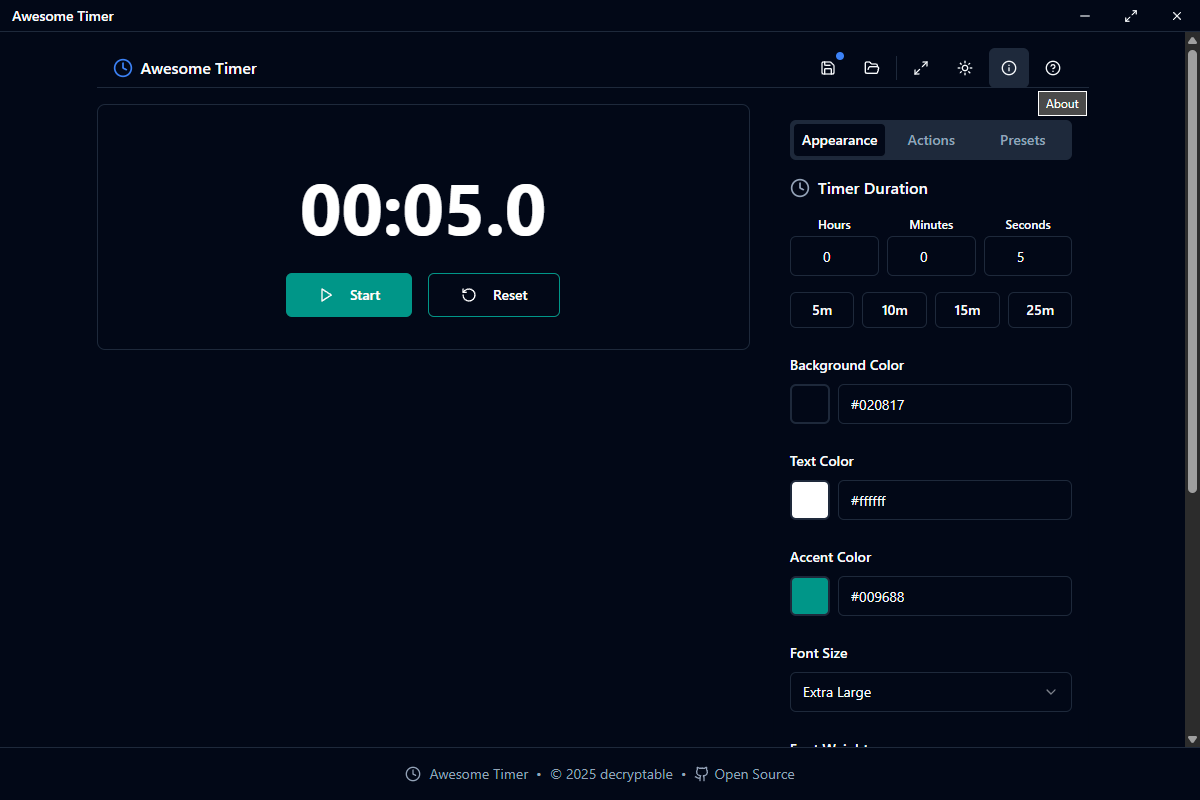 Awesome Timer
Awesome Timer
About
00:05.0
Start
Reset
Appearance
Actions
Presets
Timer Duration
Hours
Minutes
Seconds
0
0
5
5m
10m
15m
25m
Background Color
#020817
Text Color
#ffffff
Accent Color
#009688
Font Size
Extra Large
Font Weight
Awesome Timer • © 2025 decryptable • Open Source